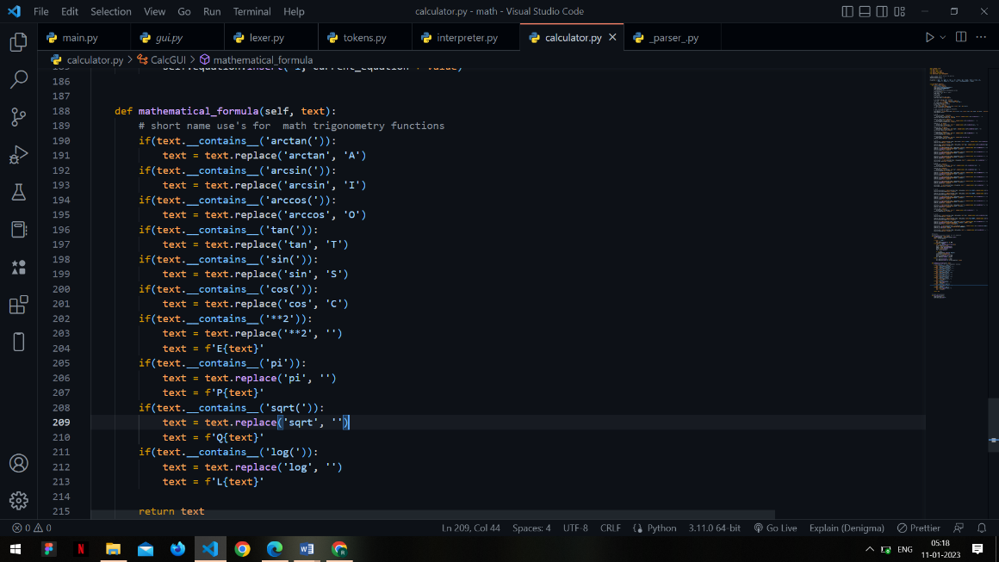 File Edit Selection View Go Run Terminal Help calculator.py - math - Visual Studio Code
main.py gui.py lexer.py tokens.py interpreter.py calculator.py _parser_.py
calculator.py > CalcGUI > mathematical_formula
186
187
188 def mathematical_formula(self, text):
189 # short name use's for  math trigonometry functions
190 if(text.__contains__('arctan(')):
191 text = text.replace('arctan', 'A')
192 if(text.__contains__('arcsin(')):
193 text = text.replace('arcsin', 'I')
194 if(text.__contains__('arccos(')):
195 text = text.replace('arccos', 'O')
196 if(text.__contains__('tan(')):
197 text = text.replace('tan', 'T')
198 if(text.__contains__('sin(')):
199 text = text.replace('sin', 'S')
200 if(text.__contains__('cos(')):
201 text = text.replace('cos', 'C')
202 if(text.__contains__('**2')):
203 text = text.replace('**2', '')
204 text = f'E{text}'
205 if(text.__contains__('pi')):
206 text = text.replace('pi', '')
207 text = f'P{text}'
208 if(text.__contains__('sqrt(')):
209 text = text.replace('sqrt', '')
210 text = f'Q{text}'
211 if(text.__contains__('log(')):
212 text = text.replace('log', '')
213 text = f'L{text}'
214
215 return text
0 0 Ln 209, Col 44 Spaces: 4 UTF-8 CRLF Python 3.11.0 64-bit Go Live Explain (Denigma) Prettier
ENG 05:18
11-01-2023